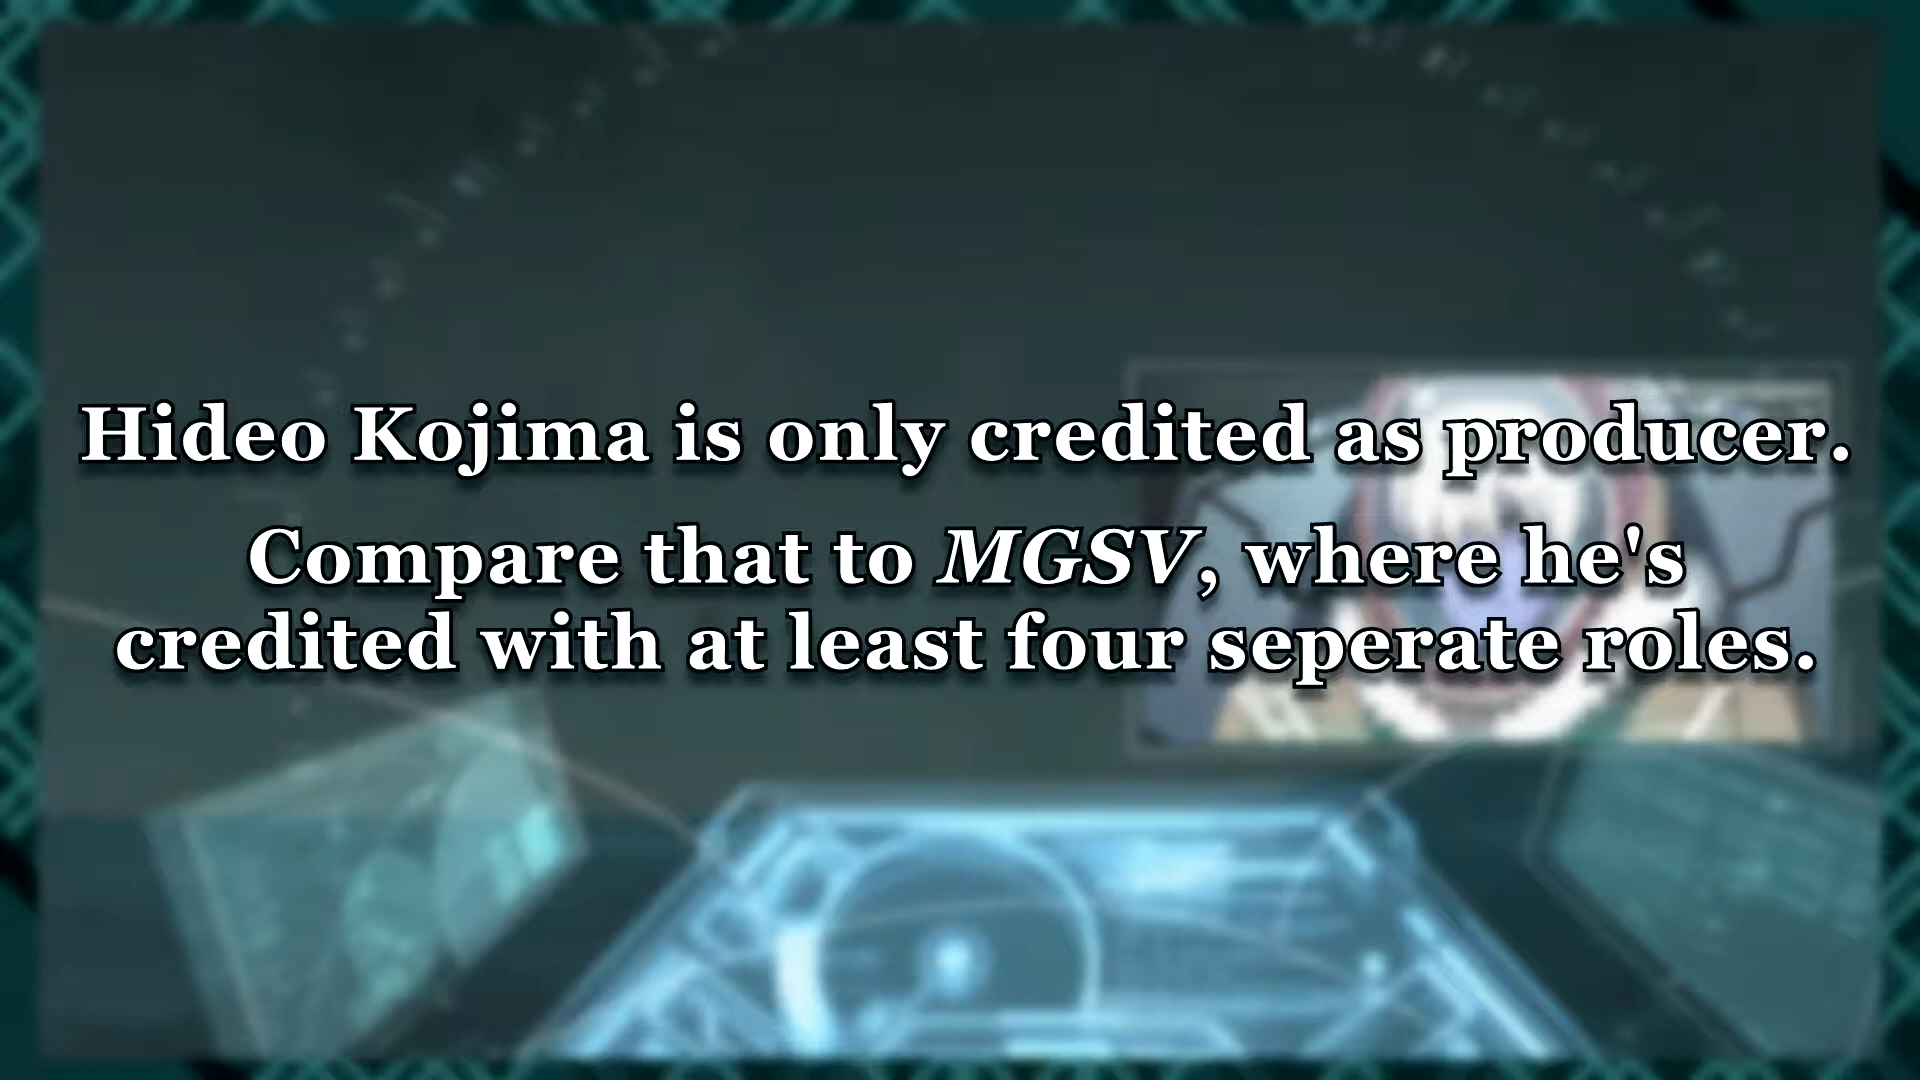 Hideo Kojima is only credited as producer.
Compare that to MGSV, where he's
credited with at least four seperate roles.